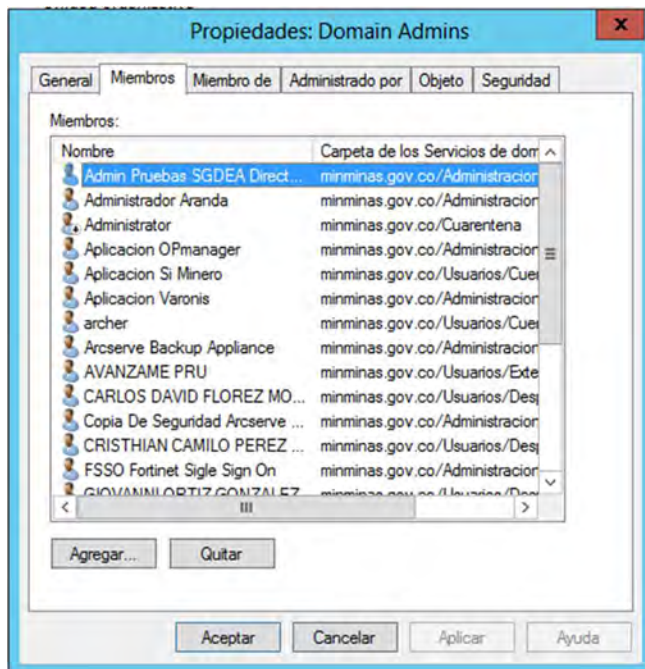 Propiedades: Domain Admins
x
General Miembros Miembro de Administrado por Objeto Seguridad
Miembros:
Nombre Carpeta de los Servicios de dom
Admin Pruebas SGDEA Direct... minminas.gov.co/Administracion
Administrador Aranda minminas.gov.co/Administracion
Administrator minminas.gov.co/Cuarentena
Aplicacion OPmanager minminas.gov.co/Administracion
Aplicacion Si Minero minminas.gov.co/Usuarios/Cuer
Aplicacion Varonis minminas.gov.co/Administracion
archer minminas.gov.co/Usuarios/Cuer
Arcserve Backup Appliance minminas.gov.co/Administracion
AVANZAME PRU minminas.gov.co/Usuarios/Exte
CARLOS DAVID FLOREZ MO... minminas.gov.co/Usuarios/Desp
Copia De Seguridad Arcserve ... minminas.gov.co/Administracion
CRISTHIAN CAMILO PEREZ ... minminas.gov.co/Usuarios/Desp
FSSO Fortinet Sigle Sign On minminas.gov.co/Administracion
GIOVANNI ORTIZ GONZALEZ
Agregar... Quitar
Aceptar Cancelar Aplicar Ayuda